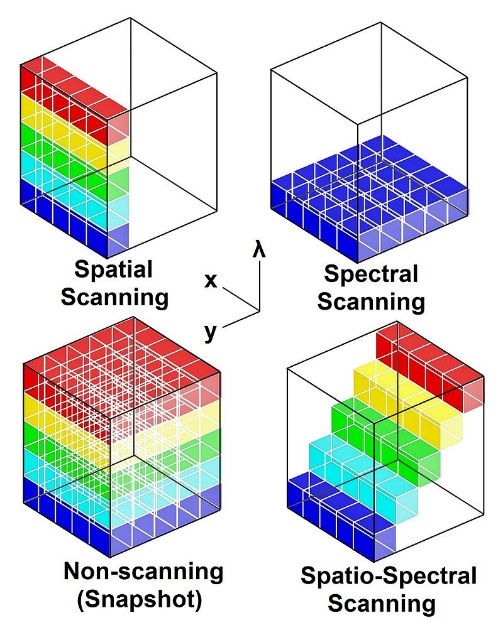 Spatial
Scanning
Spectral
Scanning
λ
x
y
Non-scanning
(Snapshot)
Spatio-Spectral
Scanning